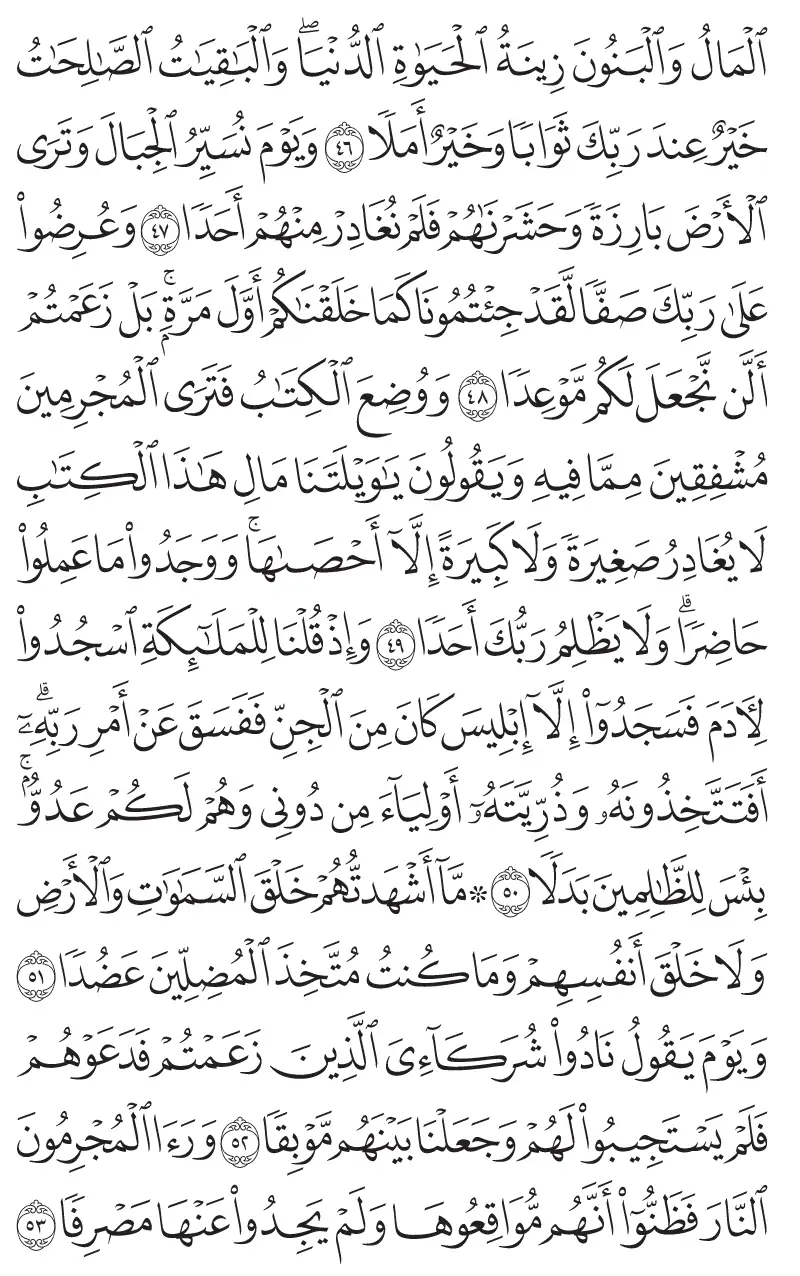 ٱلۡمَالُ وَٱلۡبَنُونَ زِينَةُ ٱلۡحَيَوٰةِ ٱلدُّنۡيَاۖ وَٱلۡبَٰقِيَٰتُ ٱلصَّٰلِحَٰتُ
خَيۡرٌ عِندَ رَبِّكَ ثَوَابٗا وَخَيۡرٌ أَمَلٗا ٤٦ وَيَوۡمَ نُسَيِّرُ ٱلۡجِبَالَ وَتَرَى
ٱلۡأَرۡضَ بَارِزَةٗ وَحَشَرۡنَٰهُمۡ فَلَمۡ نُغَادِرۡ مِنۡهُمۡ أَحَدٗا ٤٧ وَعُرِضُواْ
عَلَىٰ رَبِّكَ صَفّٗا لَّقَدۡ جِئۡتُمُونَا كَمَا خَلَقۡنَٰكُمۡ أَوَّلَ مَرَّةِۭۚ بَلۡ زَعَمۡتُمۡ
أَلَّن نَّجۡعَلَ لَكُم مَّوۡعِدٗا ٤٨ وَوُضِعَ ٱلۡكِتَٰبُ فَتَرَى ٱلۡمُجۡرِمِينَ
مُشۡفِقِينَ مِمَّا فِيهِ وَيَقُولُونَ يَٰوَيۡلَتَنَا مَالِ هَٰذَا ٱلۡكِتَٰبِ
لَا يُغَادِرُ صَغِيرَةٗ وَلَا كَبِيرَةً إِلَّآ أَحۡصَىٰهَاۚ وَوَجَدُواْ مَا عَمِلُواْ
حَاضِرٗاۗ وَلَا يَظۡلِمُ رَبُّكَ أَحَدٗا ٤٩ وَإِذۡ قُلۡنَا لِلۡمَلَٰٓئِكَةِ ٱسۡجُدُواْ
لِأٓدَمَ فَسَجَدُوٓاْ إِلَّآ إِبۡلِيسَ كَانَ مِنَ ٱلۡجِنِّ فَفَسَقَ عَنۡ أَمۡرِ رَبِّهِۦٓۗ
أَفَتَتَّخِذُونَهُۥ وَذُرِّيَّتَهُۥٓ أَوۡلِيَآءَ مِن دُونِي وَهُمۡ لَكُمۡ عَدُوُّۢۚ
بِئۡسَ لِلظَّٰلِمِينَ بَدَلٗا ٥٠ ۞ مَّآ أَشۡهَدتُّهُمۡ خَلۡقَ ٱلسَّمَٰوَٰتِ وَٱلۡأَرۡضِ
وَلَا خَلۡقَ أَنفُسِهِمۡ وَمَا كُنتُ مُتَّخِذَ ٱلۡمُضِلِّينَ عَضُدٗا ٥١
وَيَوۡمَ يَقُولُ نَادُواْ شُرَكَآءِيَ ٱلَّذِينَ زَعَمۡتُمۡ فَدَعَوۡهُمۡ
فَلَمۡ يَسۡتَجِيبُواْ لَهُمۡ وَجَعَلۡنَا بَيۡنَهُم مَّوۡبِقٗا ٥٢ وَرَءَا ٱلۡمُجۡرِمُونَ
ٱلنَّارَ فَظَنُّوٓاْ أَنَّهُم مُّوَاقِعُوهَا وَلَمۡ يَجِدُواْ عَنۡهَا مَصۡرِفٗا ٥٣